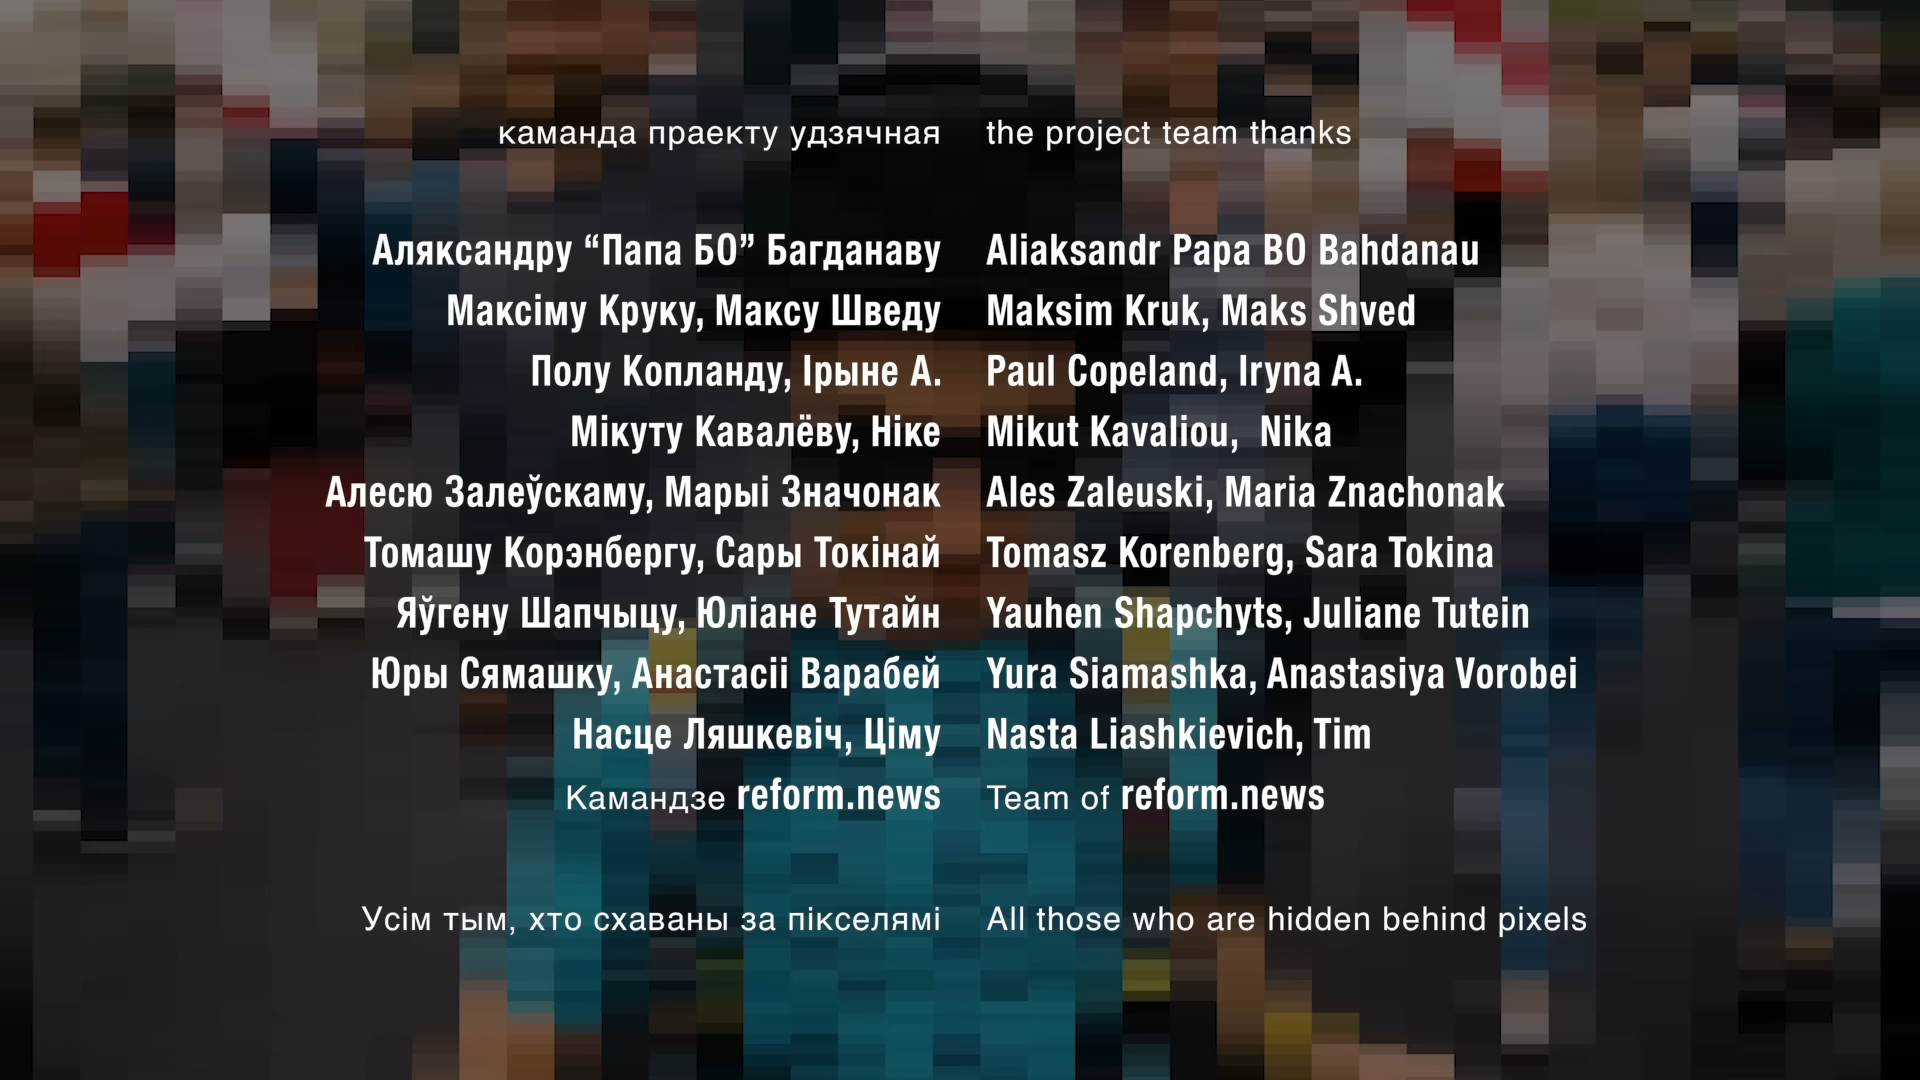 каманда праекту удзячная the project team thanks
Аляксандру “Папа БО” Багданаву Aliaksandr Papa BO Bahdanau
Максіму Круку, Максу Шведу Maksim Kruk, Maks Shved
Полу Копланду, Ірыне А. Paul Copeland, Iryna A.
Мікуту Кавалёву, Ніке Mikut Kavaliou, Nika
Алесю Залеўскаму, Марыі Значонак Ales Zaleuski, Maria Znachonak
Томашу Корэнбергу, Сары Токінай Tomasz Korenberg, Sara Tokina
Яўгену Шапчыцу, Юліане Тутайн Yauhen Shapchyts, Juliane Tutein
Юры Сямашку, Анастасіі Варабей Yura Siamashka, Anastasiya Vorobei
Насце Ляшкевіч, Ціму Nasta Liashkievich, Tim
Камандзе reform.news Team of reform.news
Усім тым, хто схаваны за пікселямі All those who are hidden behind pixels